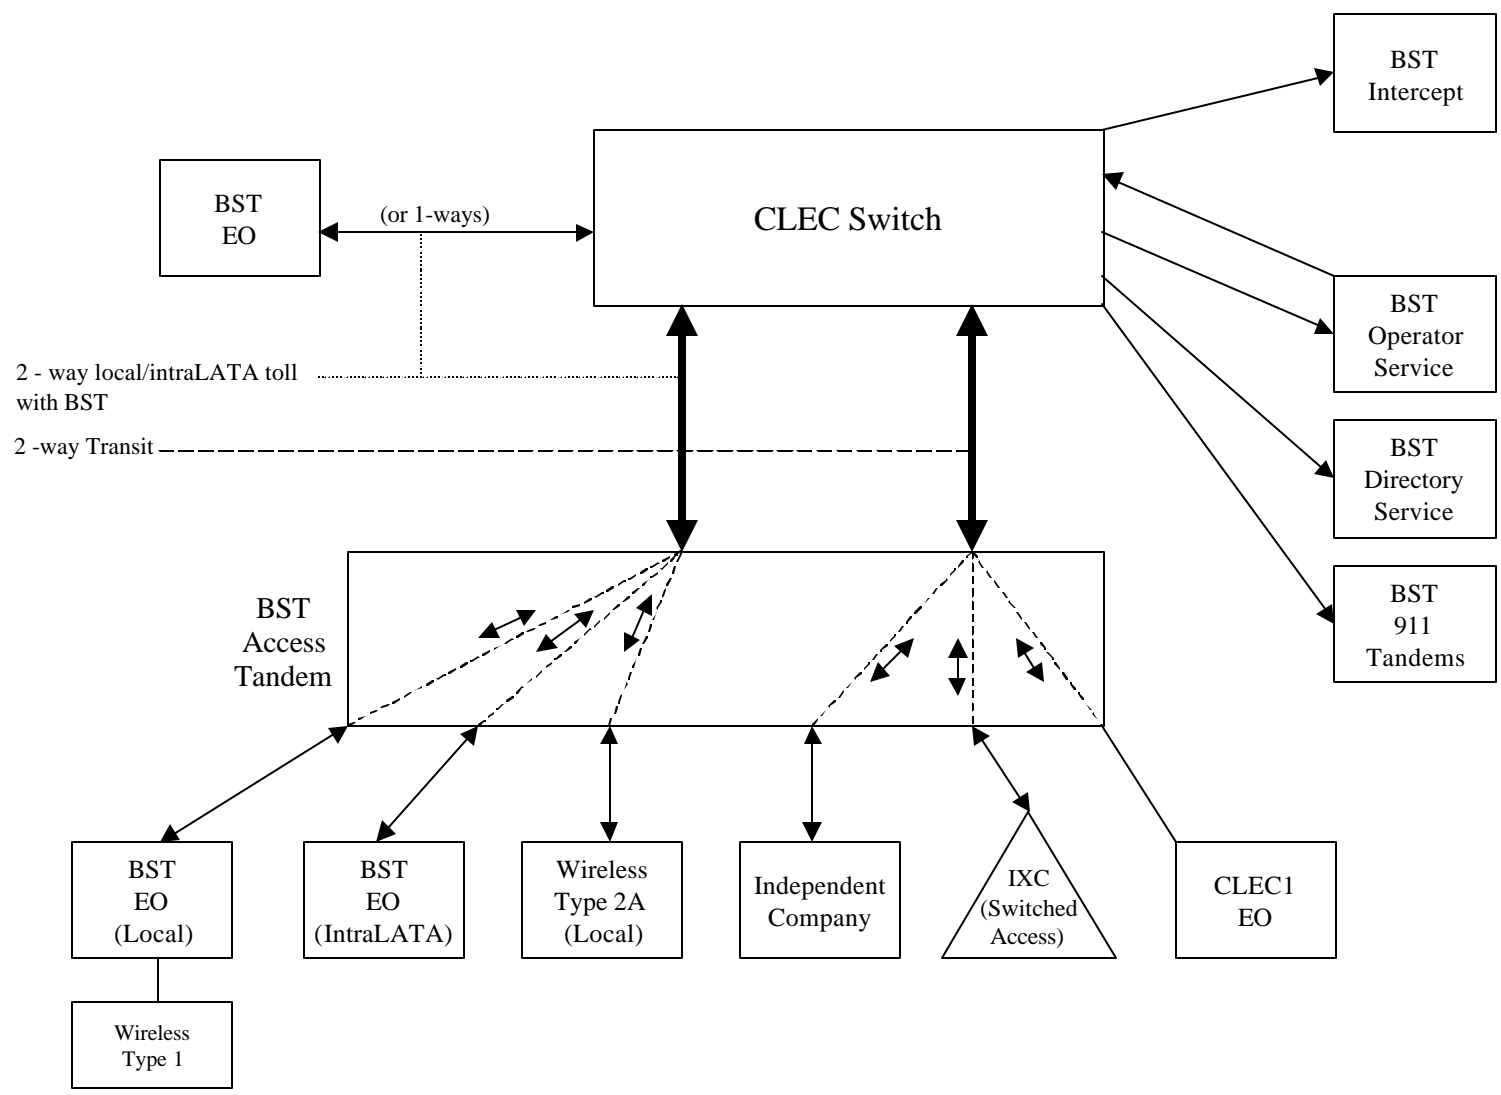 BST
Intercept
CLEC Switch
BST
EO
(or 1-ways)
BST
Operator
Service
2 - way local/intraLATA toll
with BST
2 -way Transit
BST
Directory
Service
BST
911
Tandems
BST
Access
Tandem
BST
EO
(Local)
BST
EO
(IntraLATA)
Wireless
Type 2A
(Local)
Independent
Company
IXC
(Switched
Access)
CLEC1
EO
Wireless
Type 1